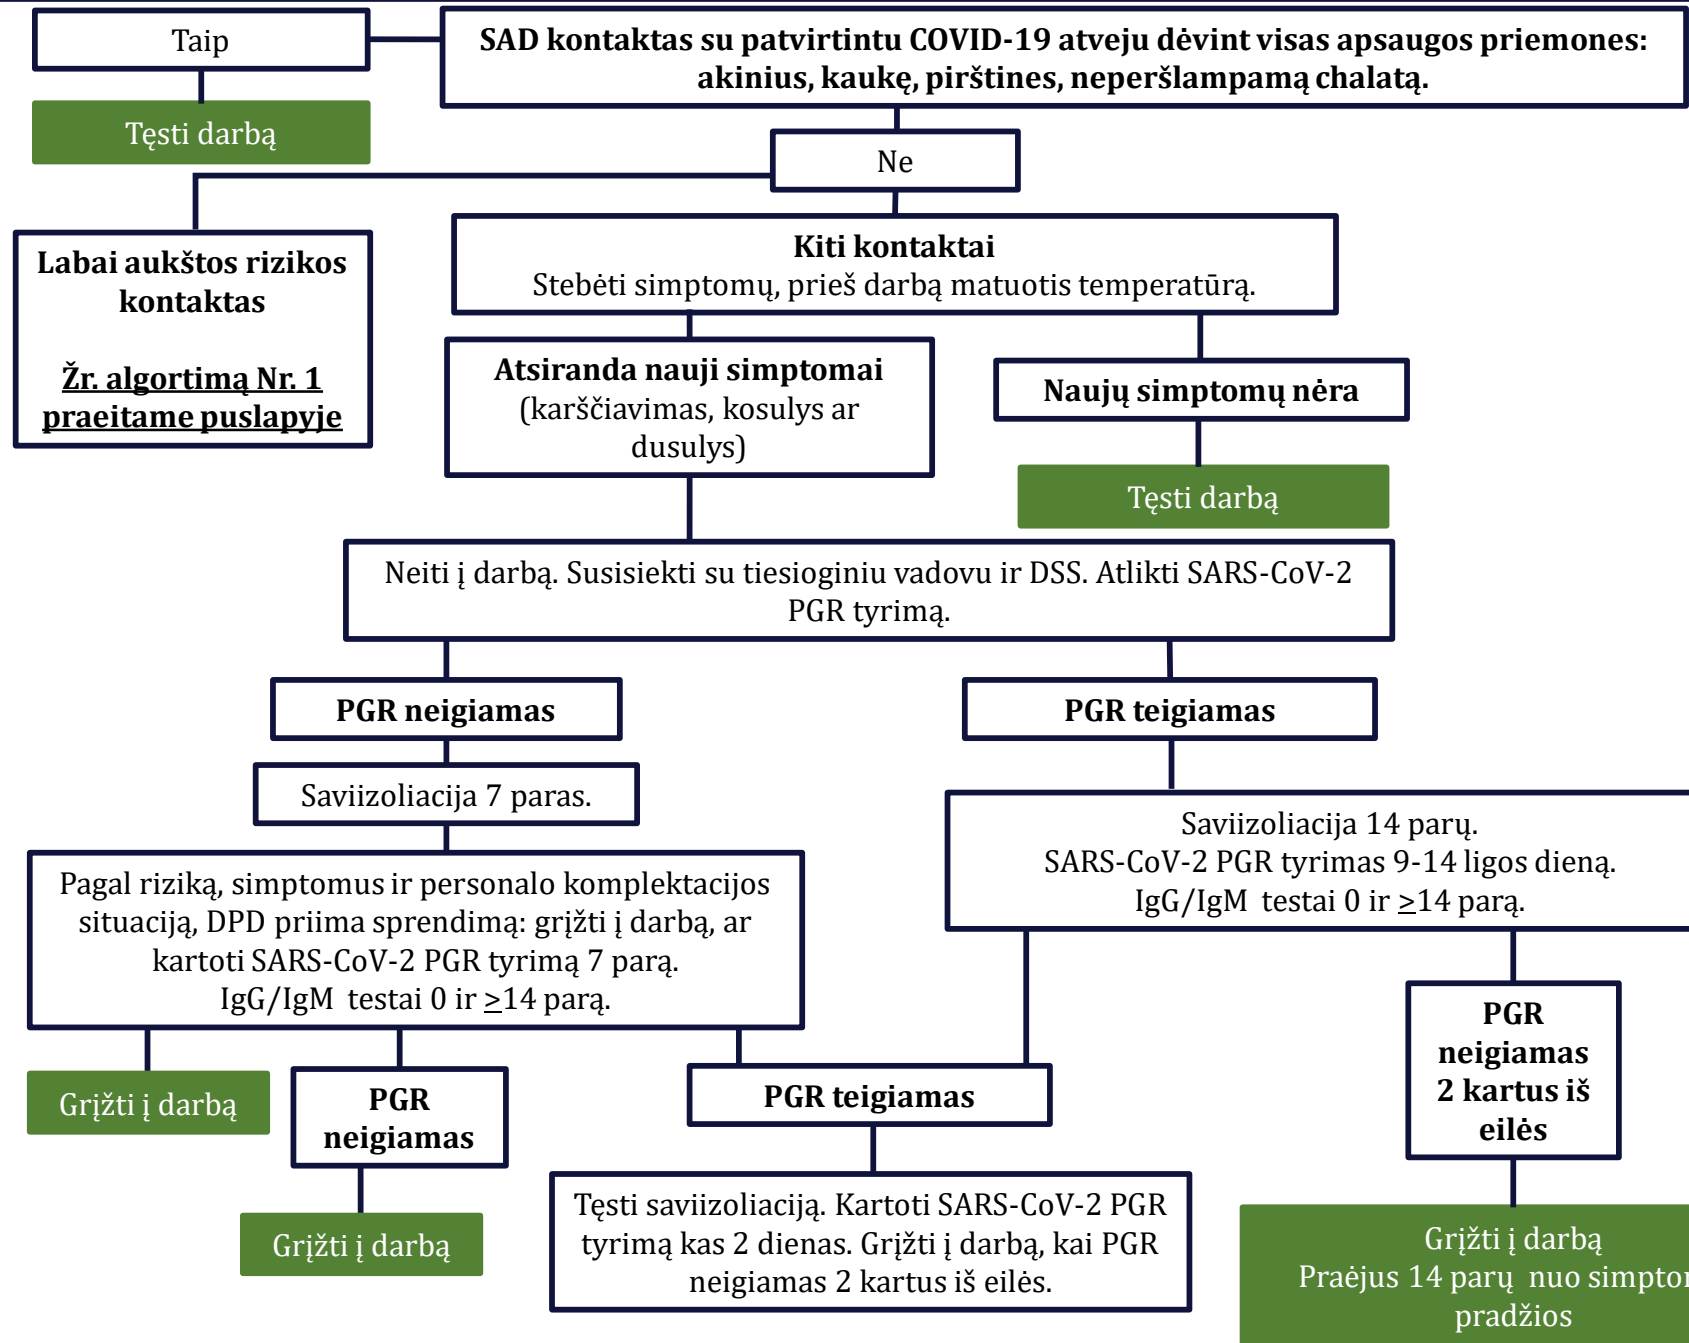 Taip
SAD kontaktas su patvirtintu COVID-19 atveju dėvint visas apsaugos priemones:
akinius, kaukę, pirštines, neperšlampamą chalatą.
Tęsti darbą
Ne
Labai aukštos rizikos
kontaktas
Žr. algortimą Nr. 1
praeitame puslapyje
Kiti kontaktai
Stebėti simptomų, prieš darbą matuotis temperatūrą.
Atsiranda nauji simptomai
(karščiavimas, kosulys ar
dusulys)
Naujų simptomų nėra
Tęsti darbą
Neiti į darbą. Susisiekti su tiesioginiu vadovu ir DSS. Atlikti SARS-CoV-2
PGR tyrimą.
PGR neigiamas
PGR teigiamas
Saviizoliacija 7 paras.
Saviizoliacija 14 parų.
SARS-CoV-2 PGR tyrimas 9-14 ligos dieną.
IgG/IgM testai 0 ir ≥14 parą.
Pagal riziką, simptomus ir personalo komplektacijos
situaciją, DPD priima sprendimą: grįžti į darbą, ar
kartoti SARS-CoV-2 PGR tyrimą 7 parą.
IgG/IgM testai 0 ir ≥14 parą.
Grįžti į darbą
PGR
neigiamas
PGR teigiamas
PGR
neigiamas
2 kartus iš
eilės
Grįžti į darbą
Tęsti saviizoliaciją. Kartoti SARS-CoV-2 PGR
tyrimą kas 2 dienas. Grįžti į darbą, kai PGR
neigiamas 2 kartus iš eilės.
Grįžti į darbą
Praėjus 14 parų nuo
pradžios